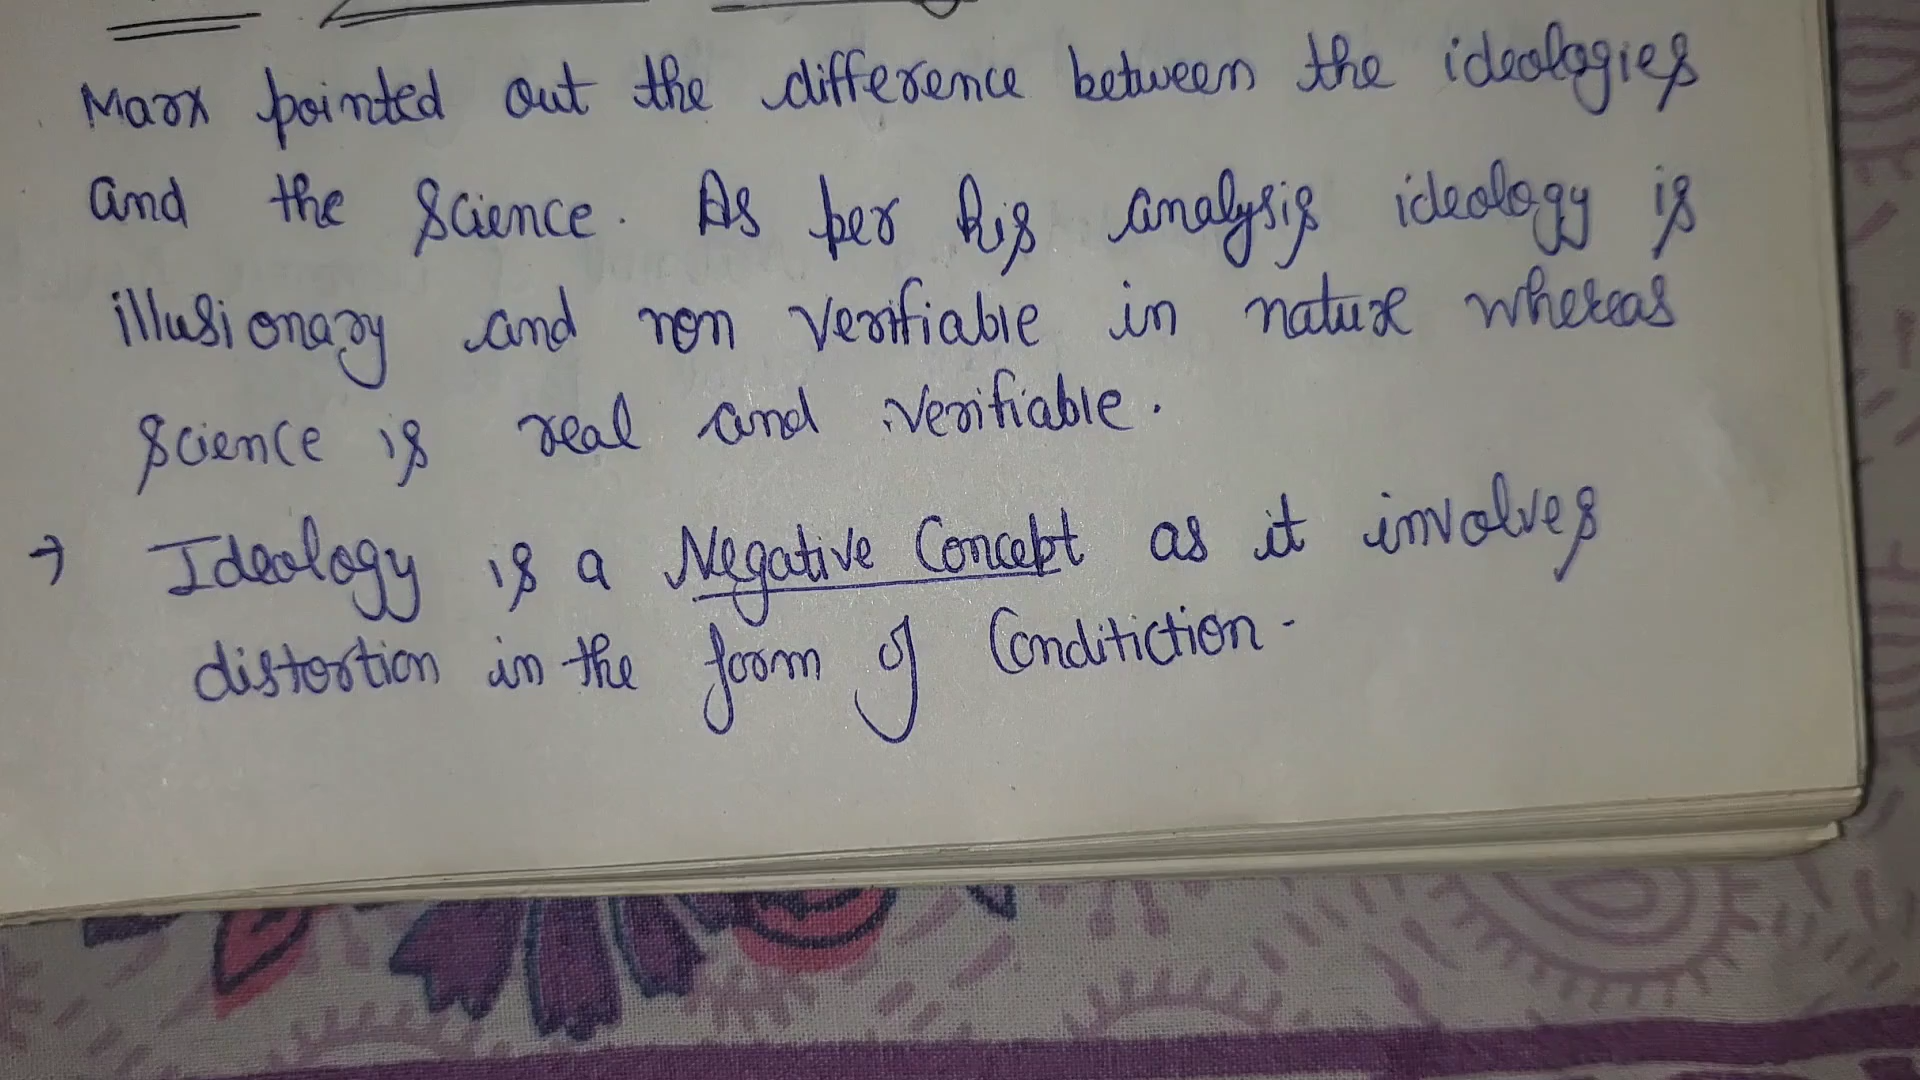 Marx pointed out the difference between the ideologies
and the science. As per his analysis ideology is
illusionary and non verifiable in nature whereas
science is real and verifiable.
→ Ideology is a Negative Concept as it involves
distortion in the form of Conditiction.